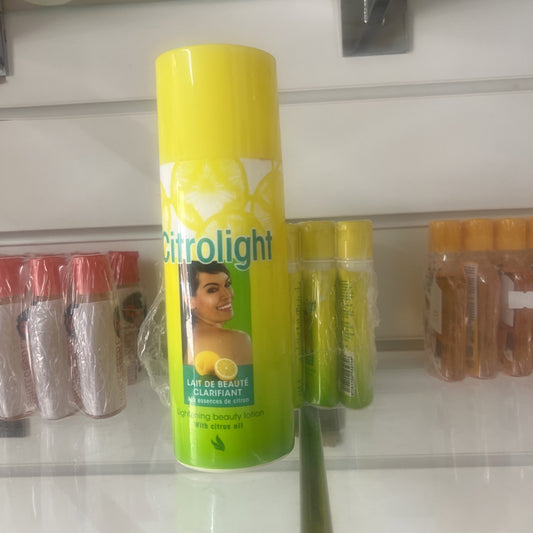 Citrolight
LAIT DE BEAUTÉ
CLARIFIANT
aux essences de citron
Lightening beauty lotion
With citrus oil